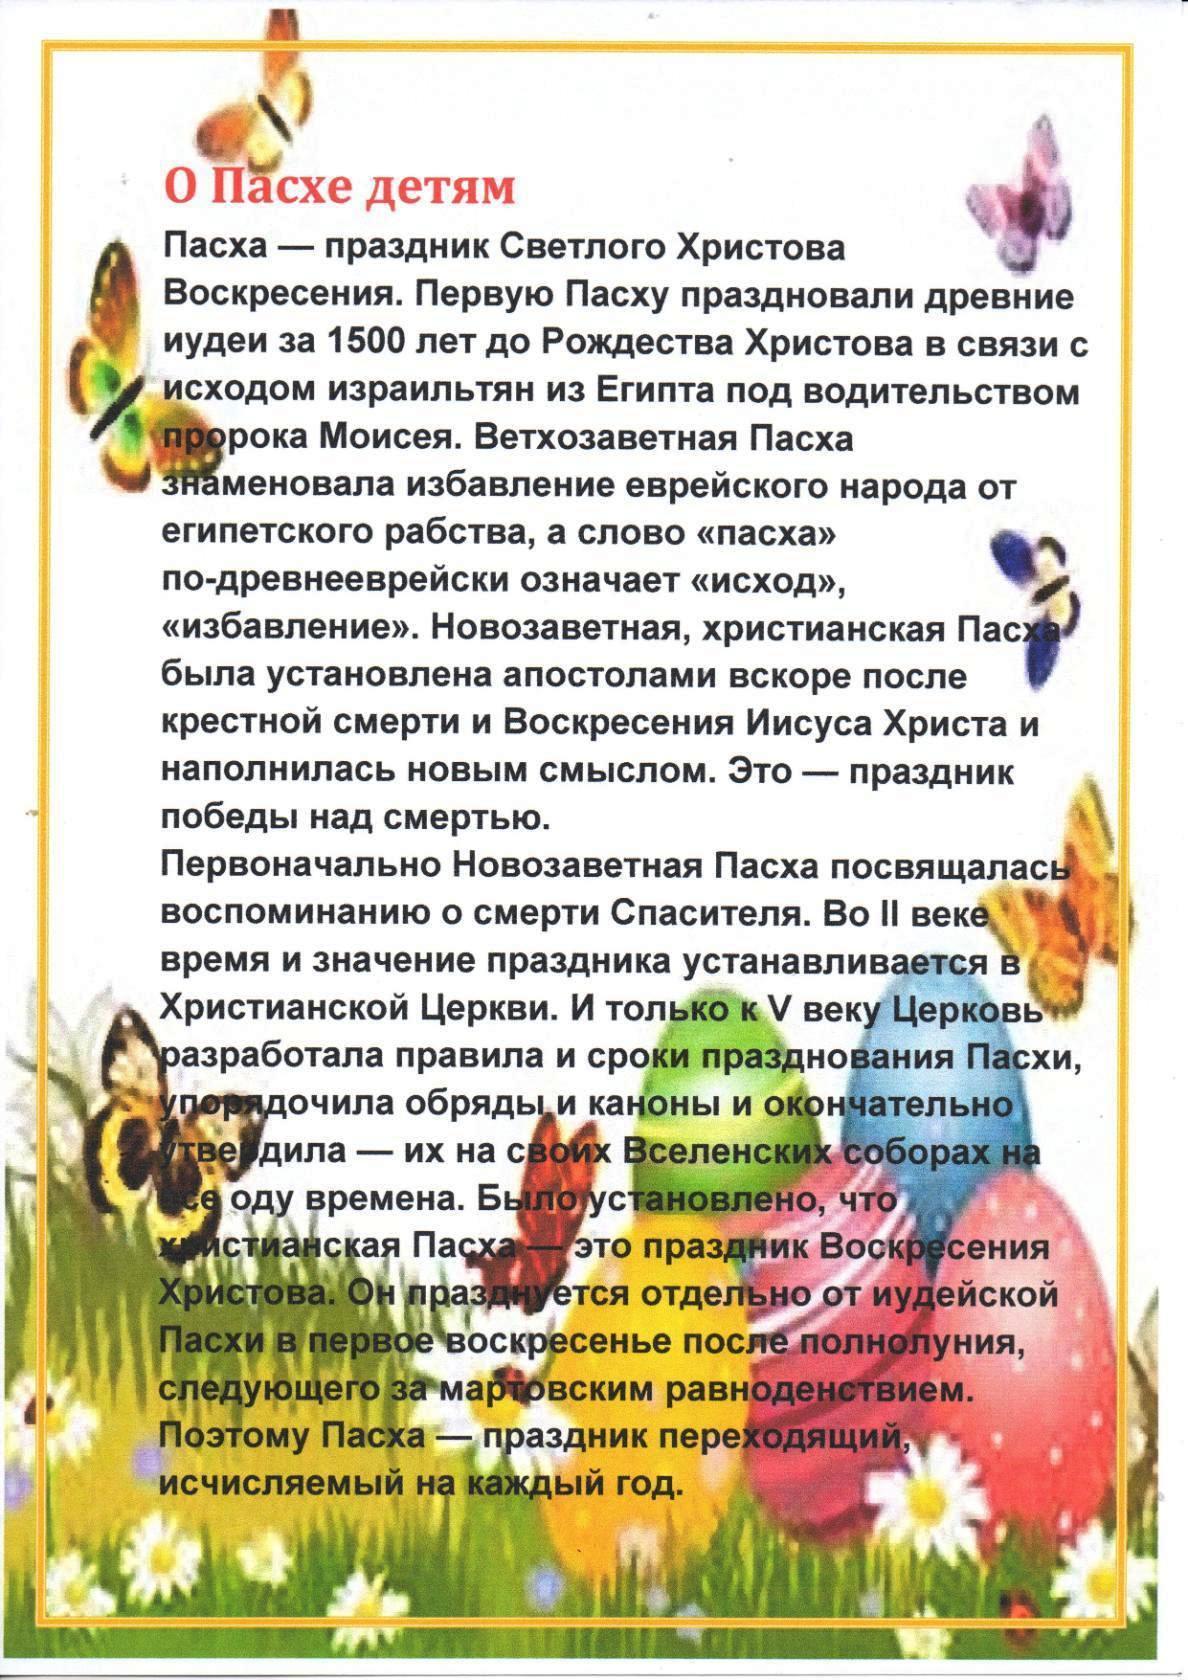 О Пасхе детям
Пасха — праздник Светлого Христова
Воскресения. Первую Пасху праздновали древние
иудеи за 1500 лет до Рождества Христова в связи с
исходом израильтян из Египта под водительством
пророка Моисея. Ветхозаветная Пасха
знаменовала избавление еврейского народа от
египетского рабства, а слово «пасха»
по-древнееврейски означает «исход»,
«избавление». Новозаветная, христианская Пасха
была установлена апостолами вскоре после
крестной смерти и Воскресения Иисуса Христа и
наполнилась новым смыслом. Это — праздник
победы над смертью.
Первоначально Новозаветная Пасха посвящалась
воспоминанию о смерти Спасителя. Во II веке
время и значение праздника устанавливается в
Христианской Церкви. И только к V веку Церковь
разработала правила и сроки празднования Пасхи,
упорядочила обряды и каноны и окончательно
утвердила — их на своих Вселенских соборах на
все оду времена. Было установлено, что
христианская Пасха — это праздник Воскресения
Христова. Он празднуется отдельно от иудейской
Пасхи в первое воскресенье после полнолуния,
следующего за мартовским равноденствием.
Поэтому Пасха — праздник переходящий,
исчисляемый на каждый год.